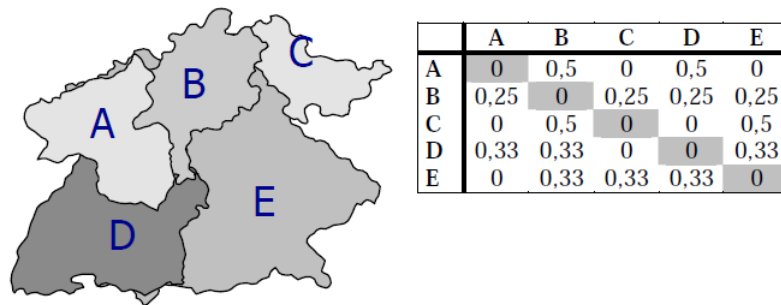 A
B
C
D
E
A B C D E
A 0 0,5 0 0,5 0
B 0,25 0 0,25 0,25 0,25
C 0 0,5 0 0 0,5
D 0,33 0,33 0 0 0,33
E 0 0,33 0,33 0,33 0